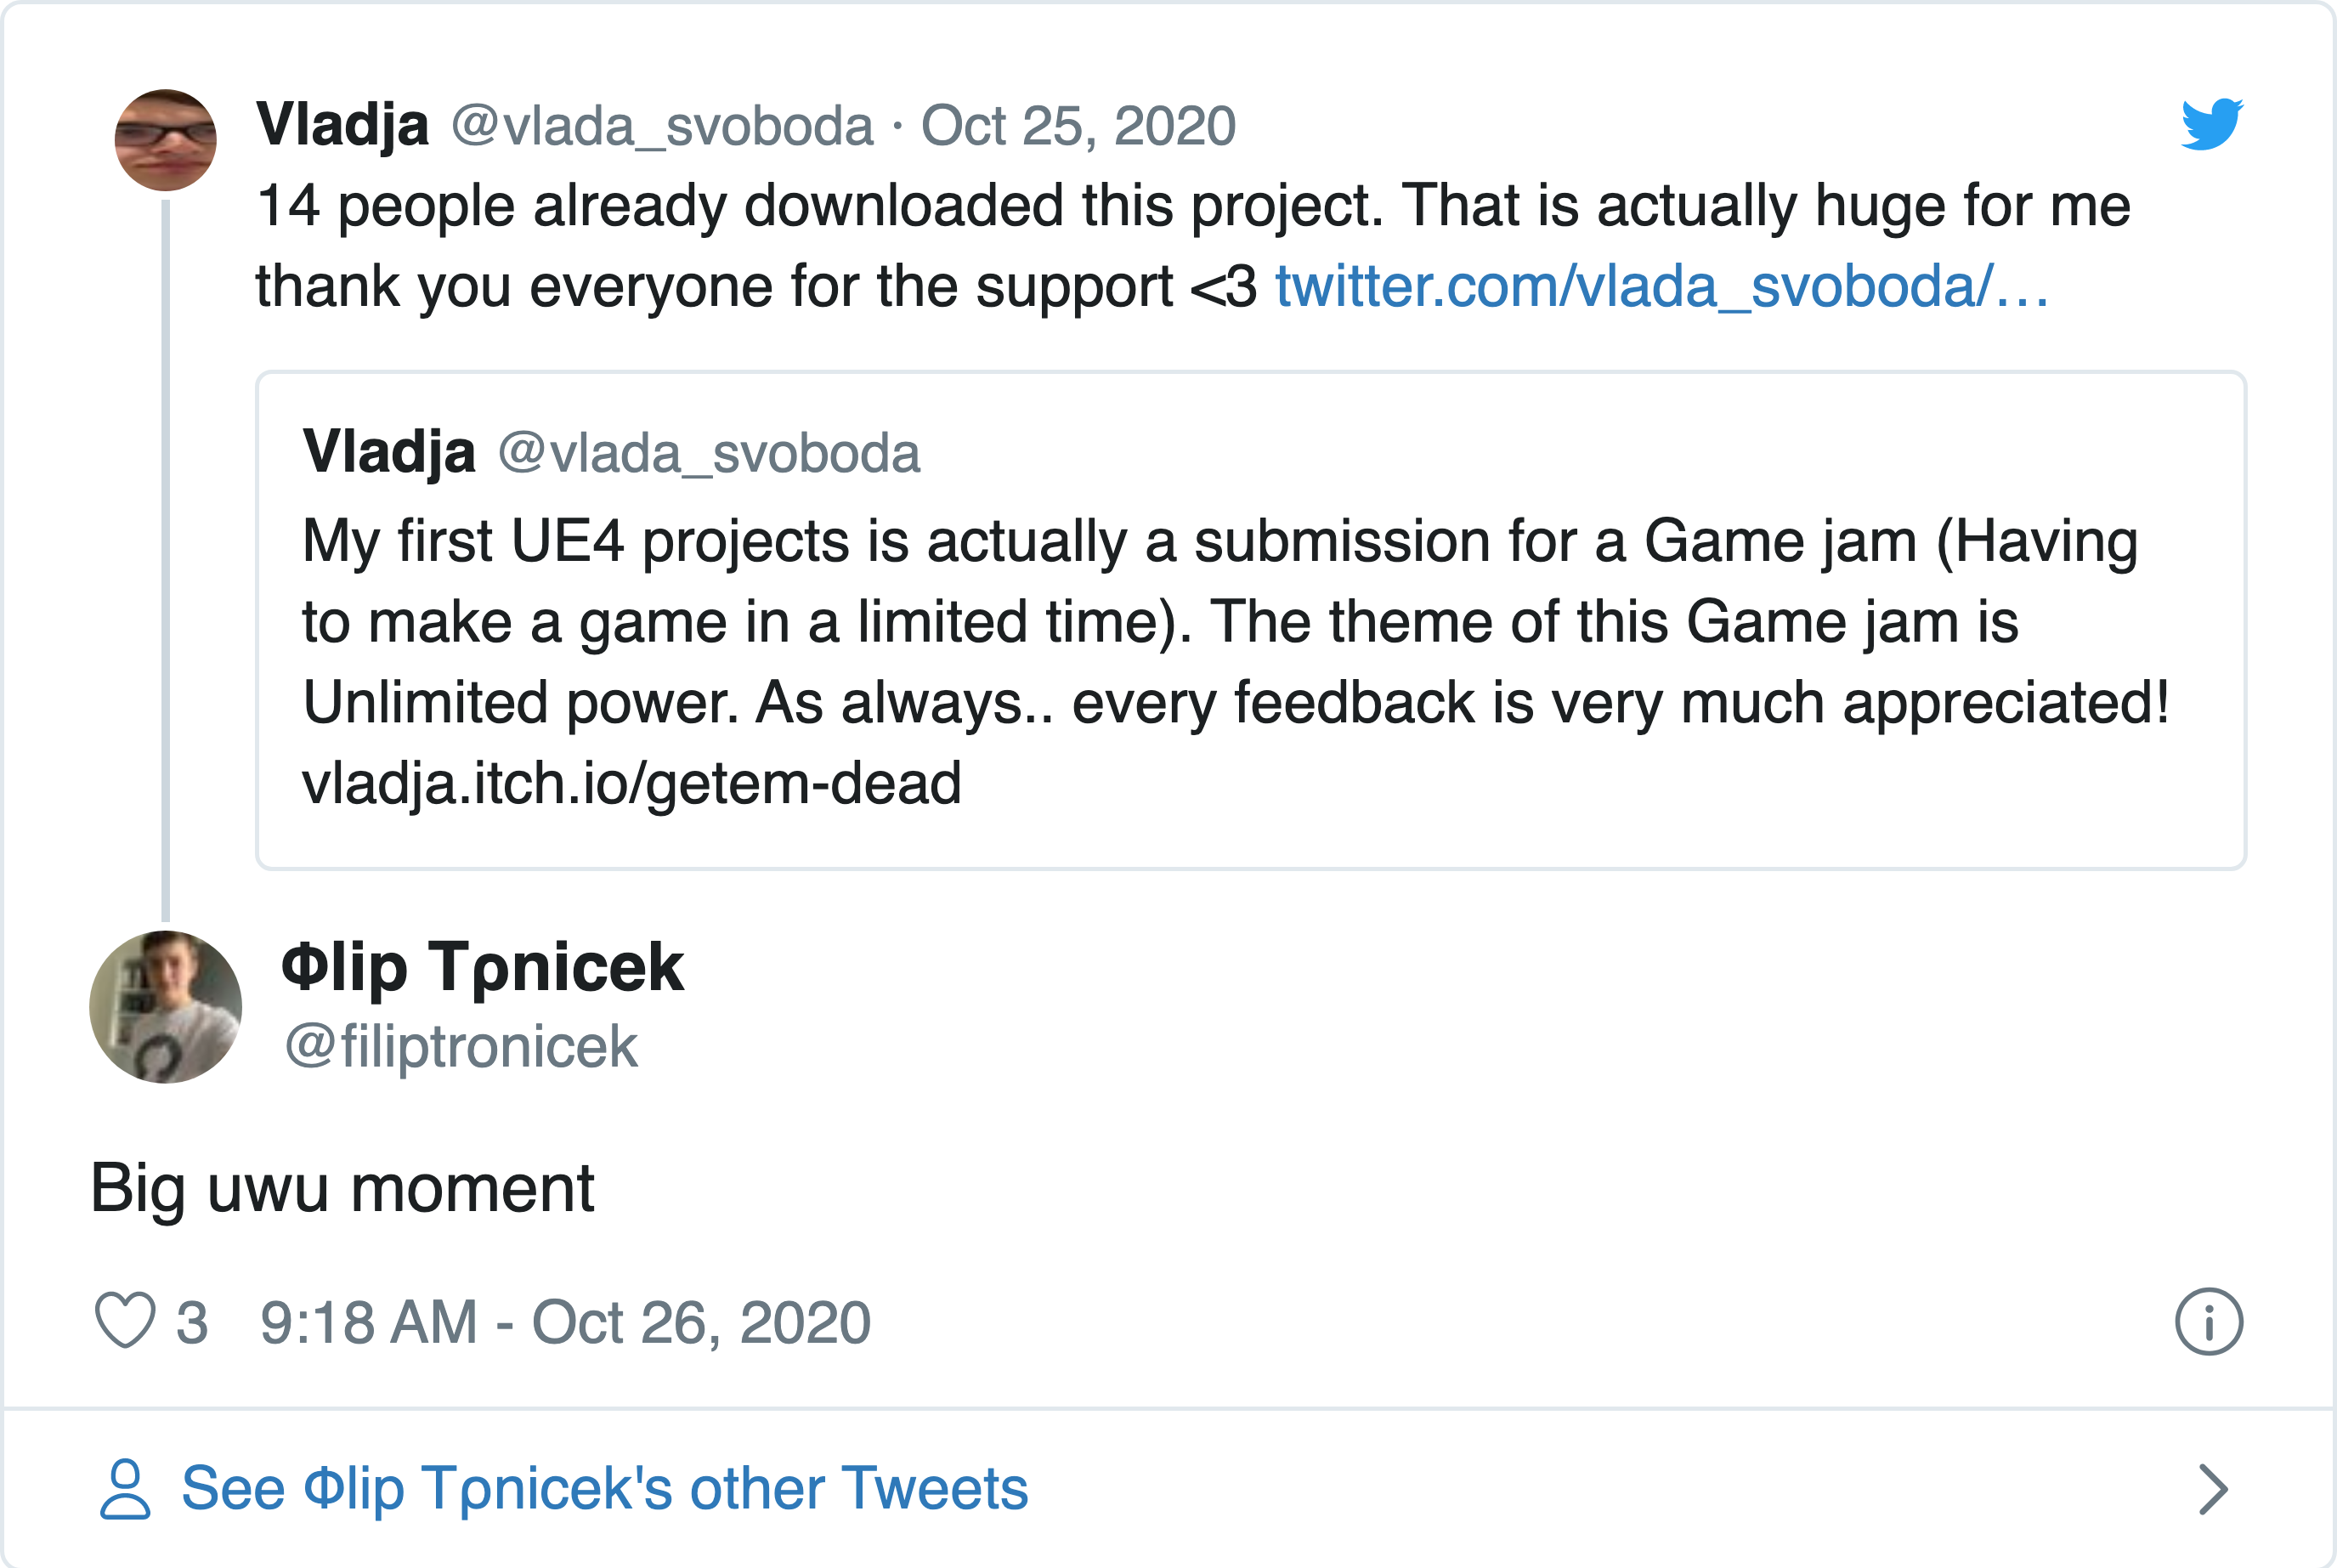 Vladja @vlada_svoboda · Oct 25, 2020
14 people already downloaded this project. That is actually huge for me
thank you everyone for the support <3 twitter.com/vlada_svoboda/…
Vladja @vlada_svoboda
My first UE4 projects is actually a submission for a Game jam (Having
to make a game in a limited time). The theme of this Game jam is
Unlimited power. As always.. every feedback is very much appreciated!
vladja.itch.io/getem-dead
Φlip Tρnicek
@filiptronicek
Big uwu moment
3 9:18 AM - Oct 26, 2020
See Φlip Tρnicek's other Tweets